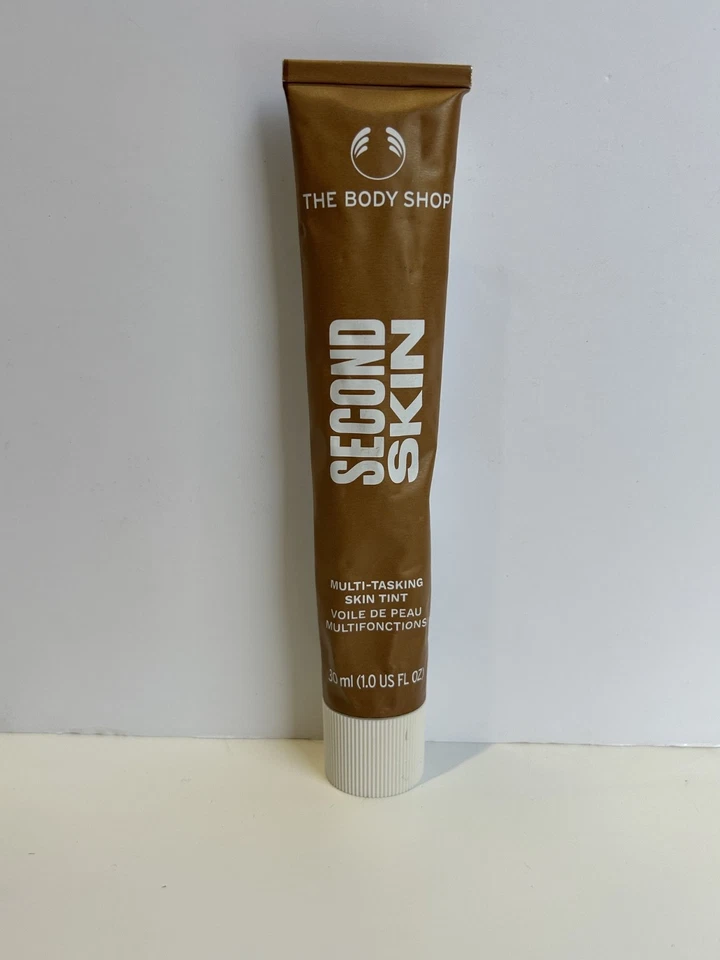 THE BODY SHOP
SECOND
SKIN
MULTI-TASKING
SKIN TINT
VOILE DE PEAU
MULTIFONCTIONS
30 ml (1.0 US FL OZ)